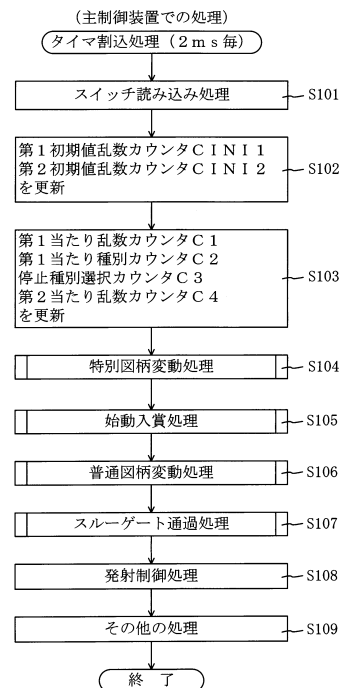 (主制御装置での処理)
タイマ割込処理(2ms毎)
スイッチ読み込み処理
S101
第1初期値乱数カウンタCINI1
第2初期値乱数カウンタCINI2
を更新
S102
第1当たり乱数カウンタC1
第1当たり種別カウンタC2
停止種別選択カウンタC3
第2当たり乱数カウンタC4
を更新
S103
特別図柄変動処理
S104
始動入賞処理
S105
普通図柄変動処理
S106
スルーゲート通過処理
S107
発射制御処理
S108
その他の処理
S109
終了